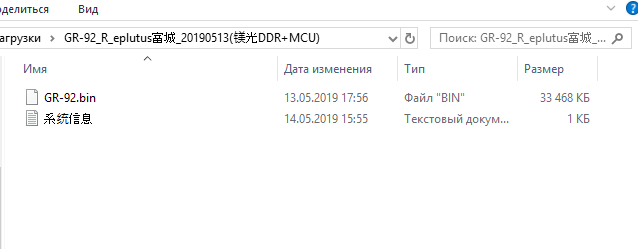 оделиться Вид
агрузки > GR-92_R_eplutus富城_20190513(镁光DDR+MCU) Поиск: GR-92_R_eplutus富城_...
Имя Дата изменения Тип Размер
GR-92.bin 13.05.2019 17:56 Файл "BIN" 33 468 КБ
系统信息 14.05.2019 15:55 Текстовый докум... 1 КБ